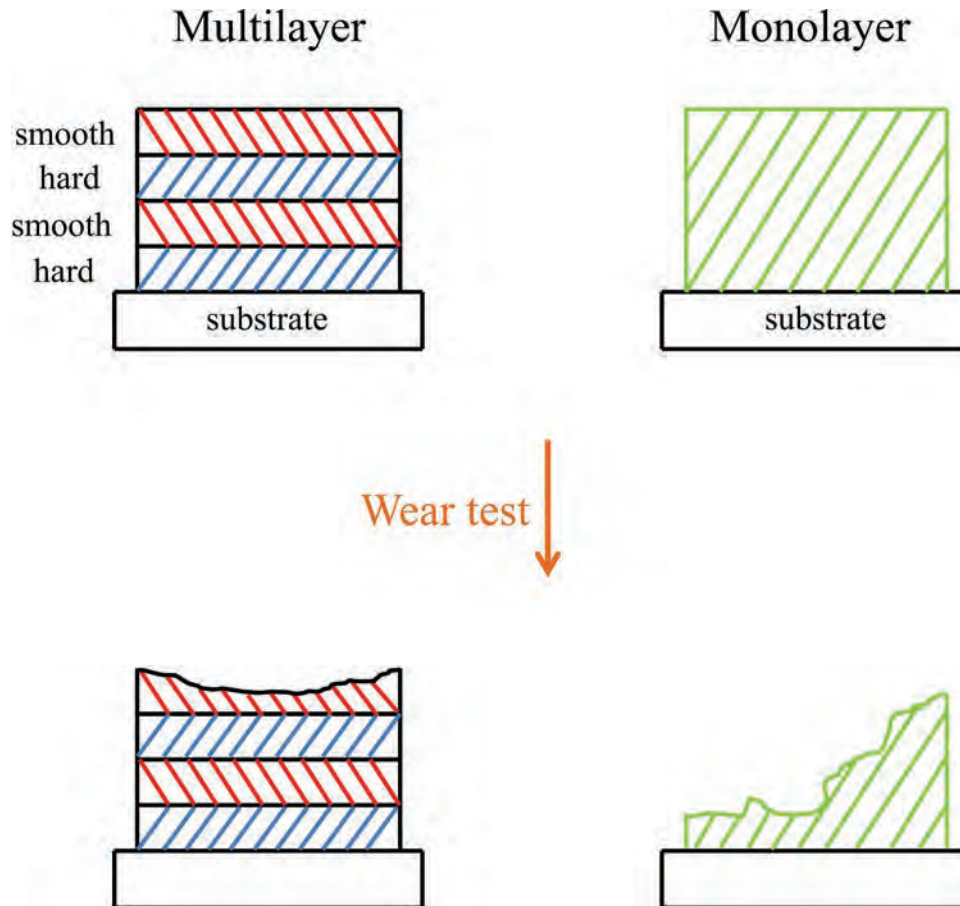 Multilayer
Monolayer
smooth
hard
smooth
hard
substrate
substrate
Wear test